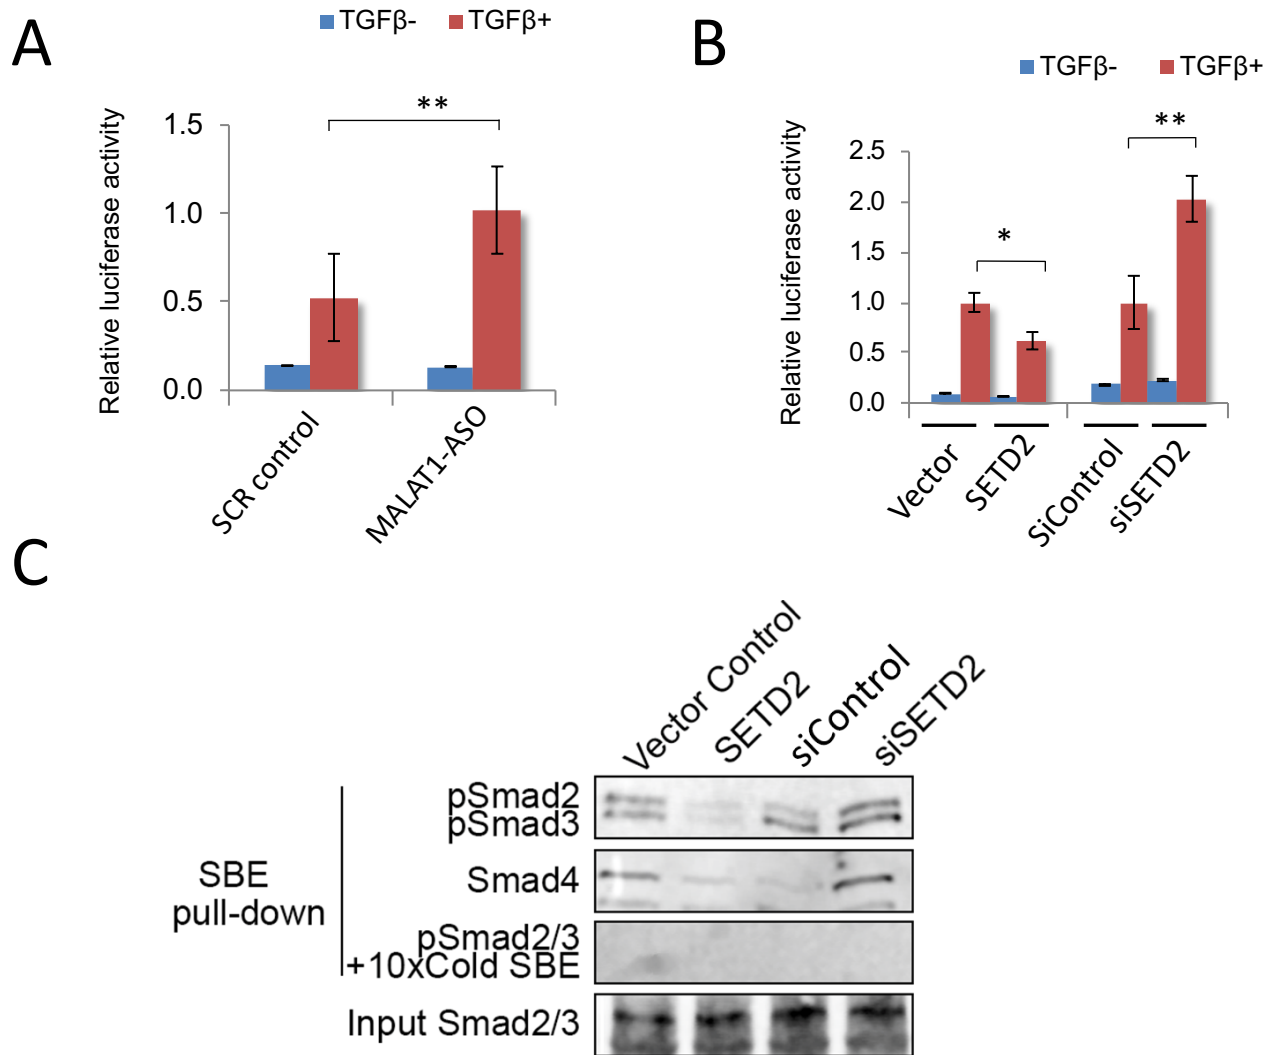 A
TGFβ- TGFβ+
**
Relative luciferase activity
1.5
1.0
0.5
0.0
SCR control
MALAT1-ASO
B
TGFβ- TGFβ+
**
*
Relative luciferase activity
2.5
2.0
1.5
1.0
0.5
0.0
Vector
SETD2
SiControl
siSETD2
C
Vector Control
SETD2
siControl
siSETD2
SBE
pull-down
pSmad2
pSmad3
Smad4
pSmad2/3
+10xCold SBE
Input Smad2/3